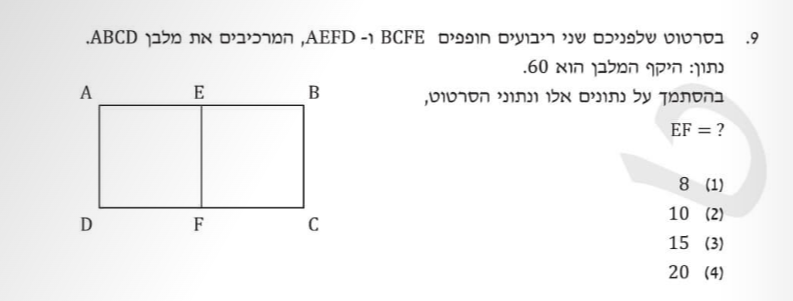 9. בסרטוט שלפניכם שני ריבועים חופפים BCFE ו- AEFD, המרכיבים את מלבן ABCD.
נתון: היקף המלבן הוא 60.
בהסתמך על נתונים אלו ונתוני הסרטוט,
EF = ?
(1) 8
(2) 10
(3) 15
(4) 20
A E B
D F C